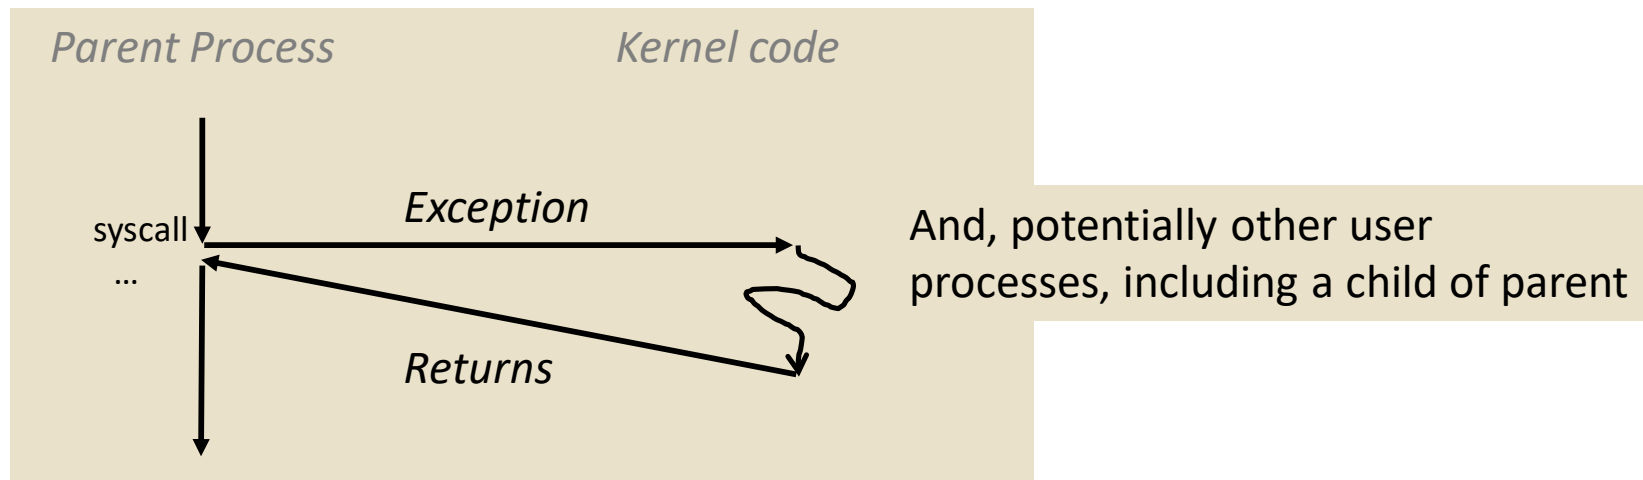 Parent Process
Kernel code
Exception
syscall
...
Returns
And, potentially other user
processes, including a child of parent